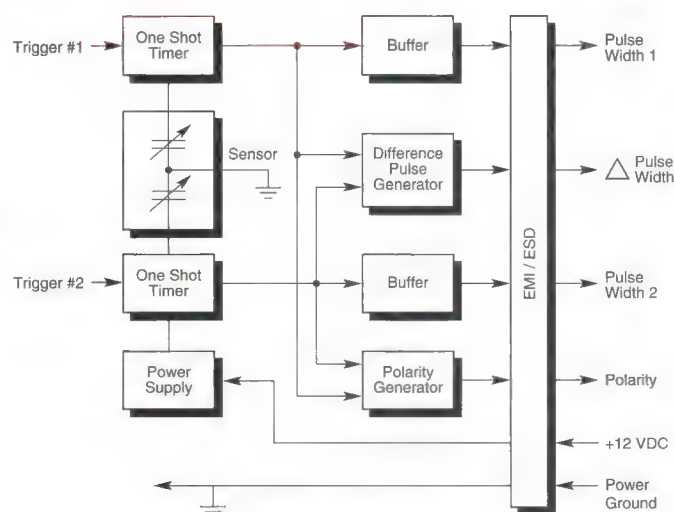 Trigger #1
One Shot
Timer
Buffer
Pulse
Width 1
Sensor
Difference
Pulse
Generator
△ Pulse
Width
Trigger #2
One Shot
Timer
Buffer
EMI / ESD
Pulse
Width 2
Power
Supply
Polarity
Generator
Polarity
+12 VDC
Power
Ground